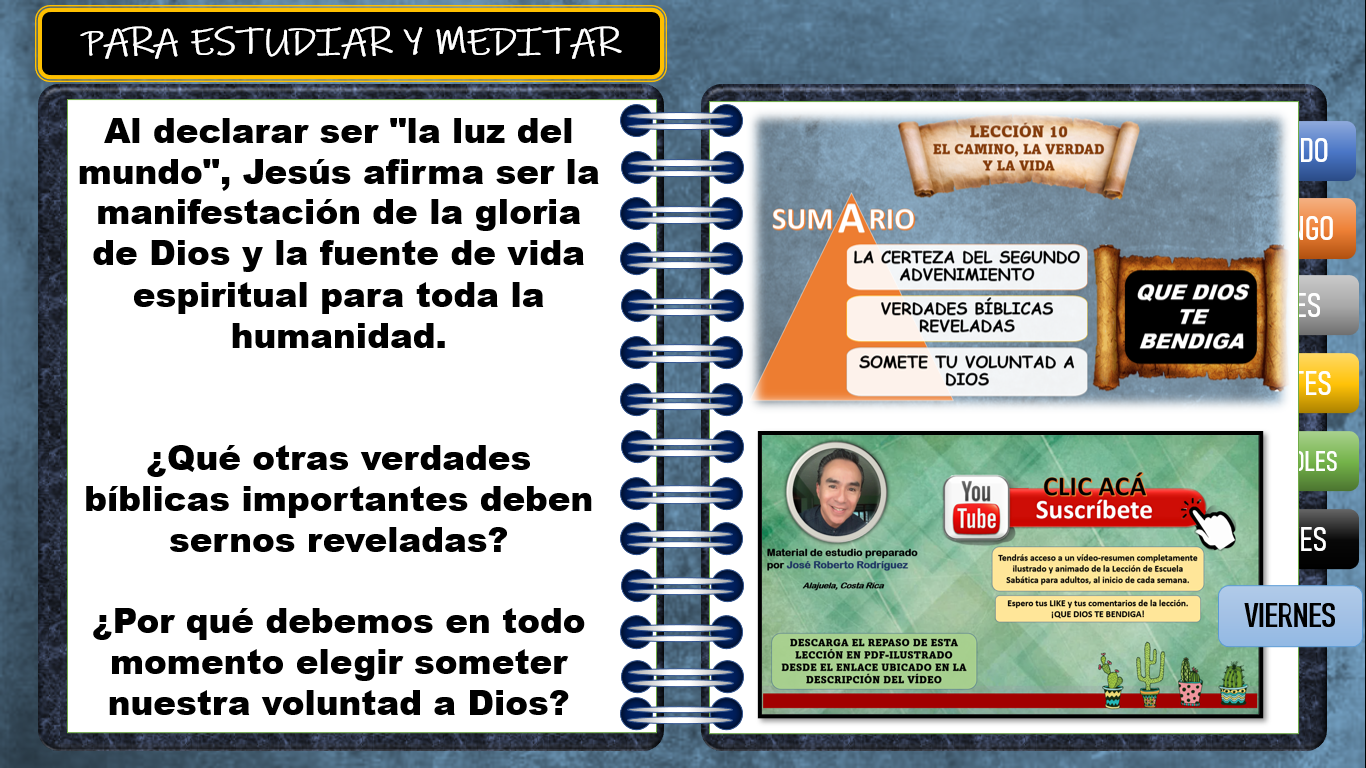 PARA ESTUDIAR Y MEDITAR
Al declarar ser "la luz del
mundo", Jesús afirma ser la
manifestación de la gloria
de Dios y la fuente de vida
espiritual para toda la
humanidad.
¿Qué otras verdades
bíblicas importantes deben
sernos reveladas?
¿Por qué debemos en todo
momento elegir someter
nuestra voluntad a Dios?
LECCIÓN 10
EL CAMINO, LA VERDAD
Y LA VIDA
SUMARIO
LA CERTEZA DEL SEGUNDO
ADVENIMIENTO
VERDADES BÍBLICAS
REVELADAS
SOMETE TU VOLUNTAD A
DIOS
QUE DIOS
TE
BENDIGA
Material de estudio preparado
por José Roberto Rodríguez
Alajuela, Costa Rica
You
Tube
CLIC ACÁ
Suscríbete
Tendrás acceso a un vídeo-resumen completamente
ilustrado y animado de la Lección de Escuela
Sabática para adultos, al inicio de cada semana.
Espero tus LIKE y tus comentarios de la lección.
¡QUE DIOS TE BENDIGA!
DESCARGA EL REPASO DE ESTA
LECCIÓN EN PDF-ILUSTRADO
DESDE EL ENLACE UBICADO EN LA
DESCRIPCIÓN DEL VÍDEO
DO
NGO
ES
TES
OLES
ES
VIERNES